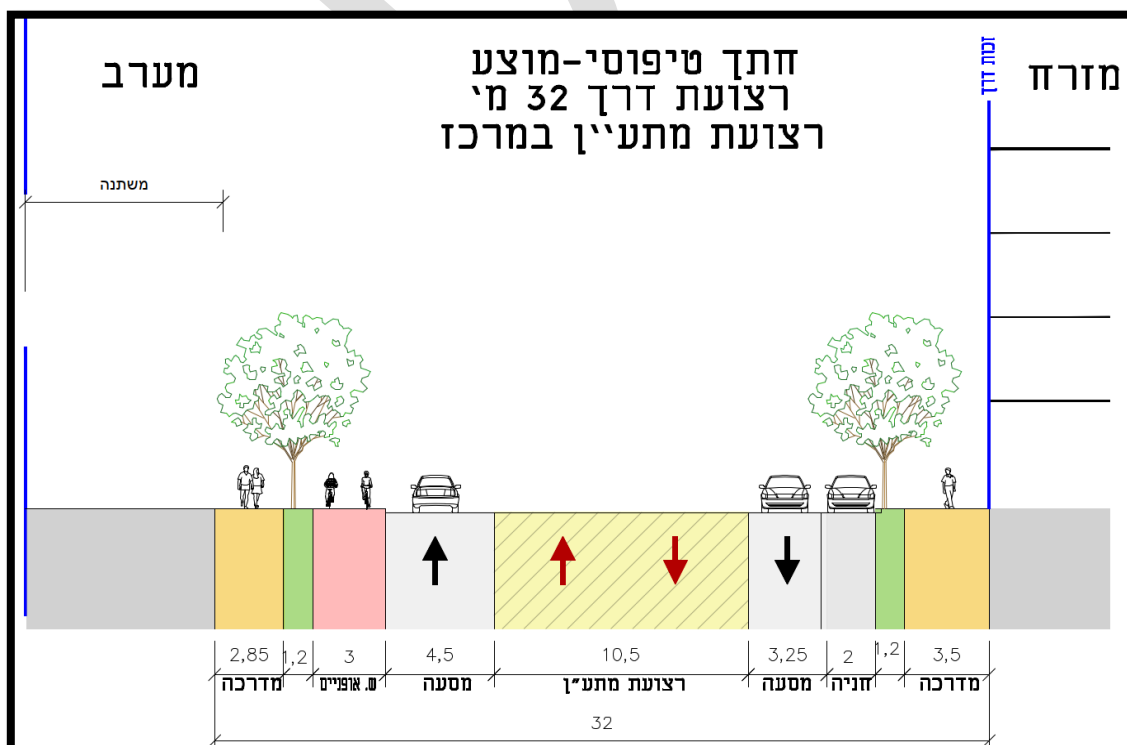 חתך טיפוסי-מוצע
רצועת דרך 32 מ'
רצועת מתע''ן במרכז
מזרח
זכות דרך
מערב
משתנה
2,85 1,2 3 4,5 10,5 3,25 2 1,2 3,5
מדרכה ש. אופניים מסעה רצועת מתע"ן מסעה חניה מדרכה
32